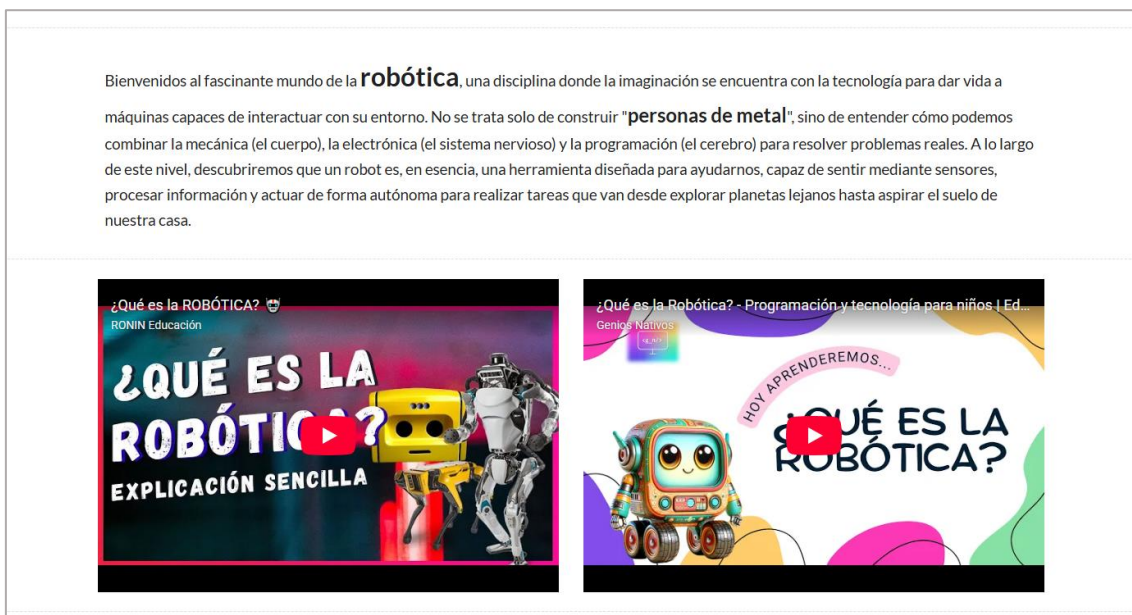 Bienvenidos al fascinante mundo de la robótica, una disciplina donde la imaginación se encuentra con la tecnología para dar vida a
máquinas capaces de interactuar con su entorno. No se trata solo de construir "personas de metal", sino de entender cómo podemos
combinar la mecánica (el cuerpo), la electrónica (el sistema nervioso) y la programación (el cerebro) para resolver problemas reales. A lo largo
de este nivel, descubriremos que un robot es, en esencia, una herramienta diseñada para ayudarnos, capaz de sentir mediante sensores,
procesar información y actuar de forma autónoma para realizar tareas que van desde explorar planetas lejanos hasta aspirar el suelo de
nuestra casa.
¿Qué es la ROBÓTICA?
RONIN Educación
¿QUÉ ES LA
ROBÓTICA?
EXPLICACIÓN SENCILLA
¿Qué es la Robótica? - Programación y tecnología para niños | Ed...
Genios Nativos
HOY APRENDEREMOS...
¿QUÉ ES LA
ROBÓTICA?